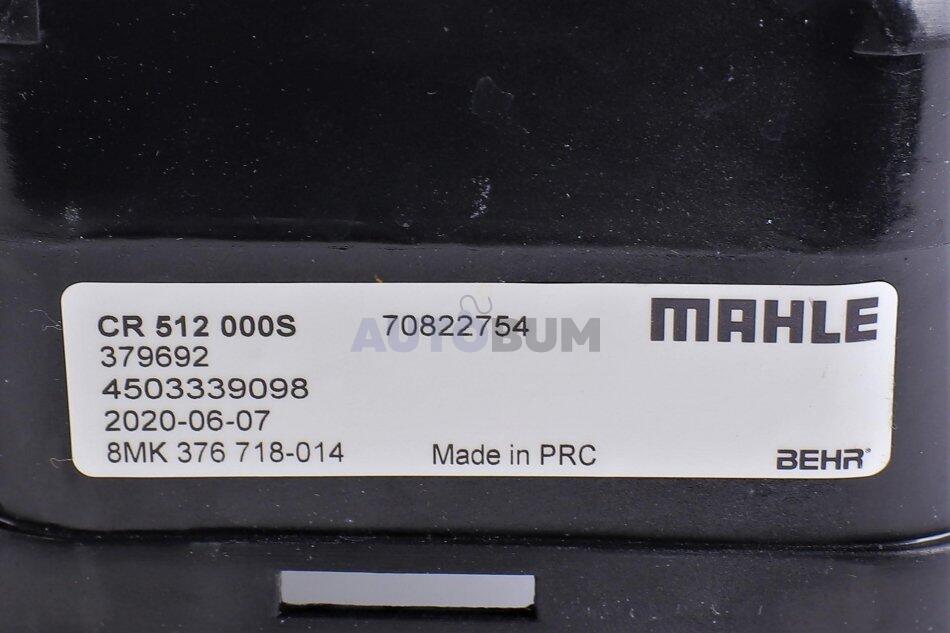 CR 512 000S 70822754 MAHLE
379692
AUTOBUM
4503339098
2020-06-07
8MK 376 718-014 Made in PRC BEHR®